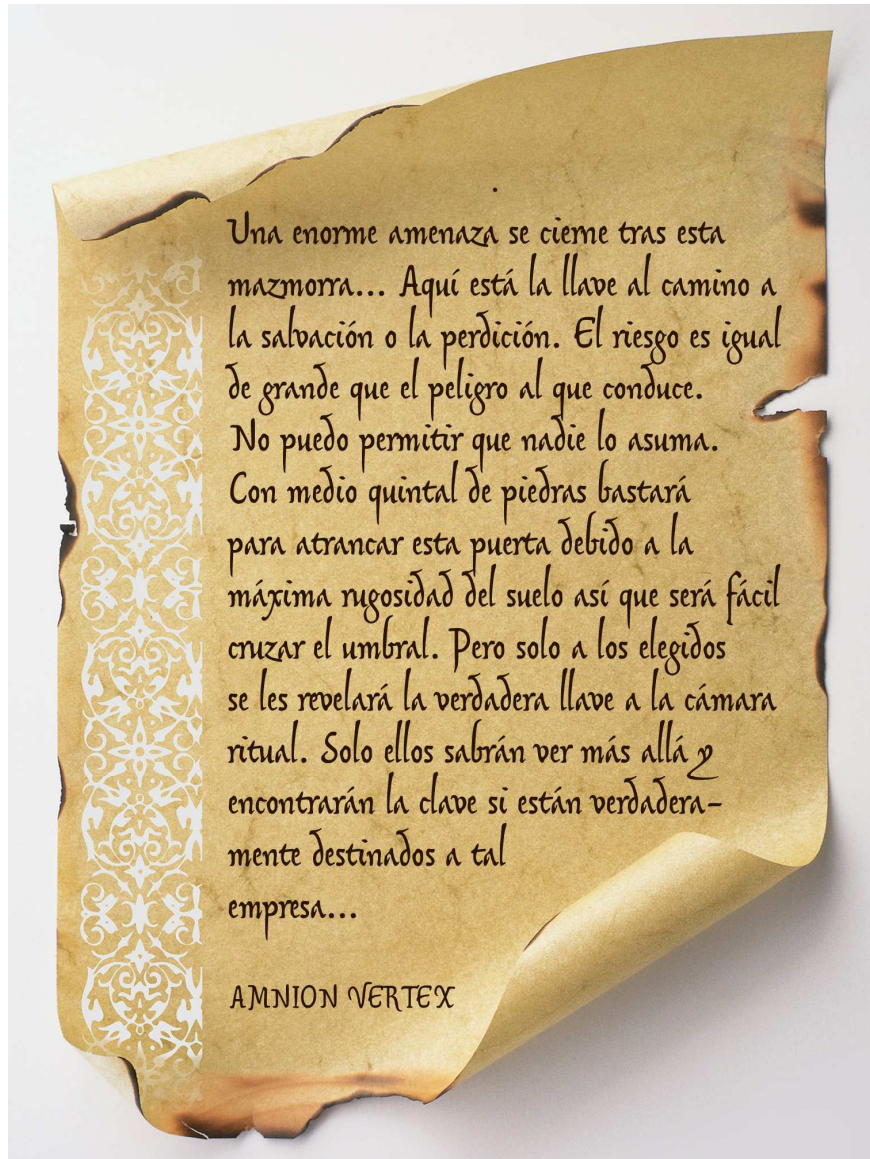 Una enorme amenaza se cierne tras esta
mazmorra... Aquí está la llave al camino a
la salvación o la perdición. El riesgo es igual
de grande que el peligro al que conduce.
No puedo permitir que nadie lo asuma.
Con medio quintal de piedras bastará
para atrancar esta puerta debido a la
máxima rugosidad del suelo así que será fácil
cruzar el umbral. Pero solo a los elegidos
se les revelará la verdadera llave a la cámara
ritual. Solo ellos sabrán ver más allá y
encontrarán la clave si están verdadera-
mente destinados a tal
empresa...
AMNION VERTEX